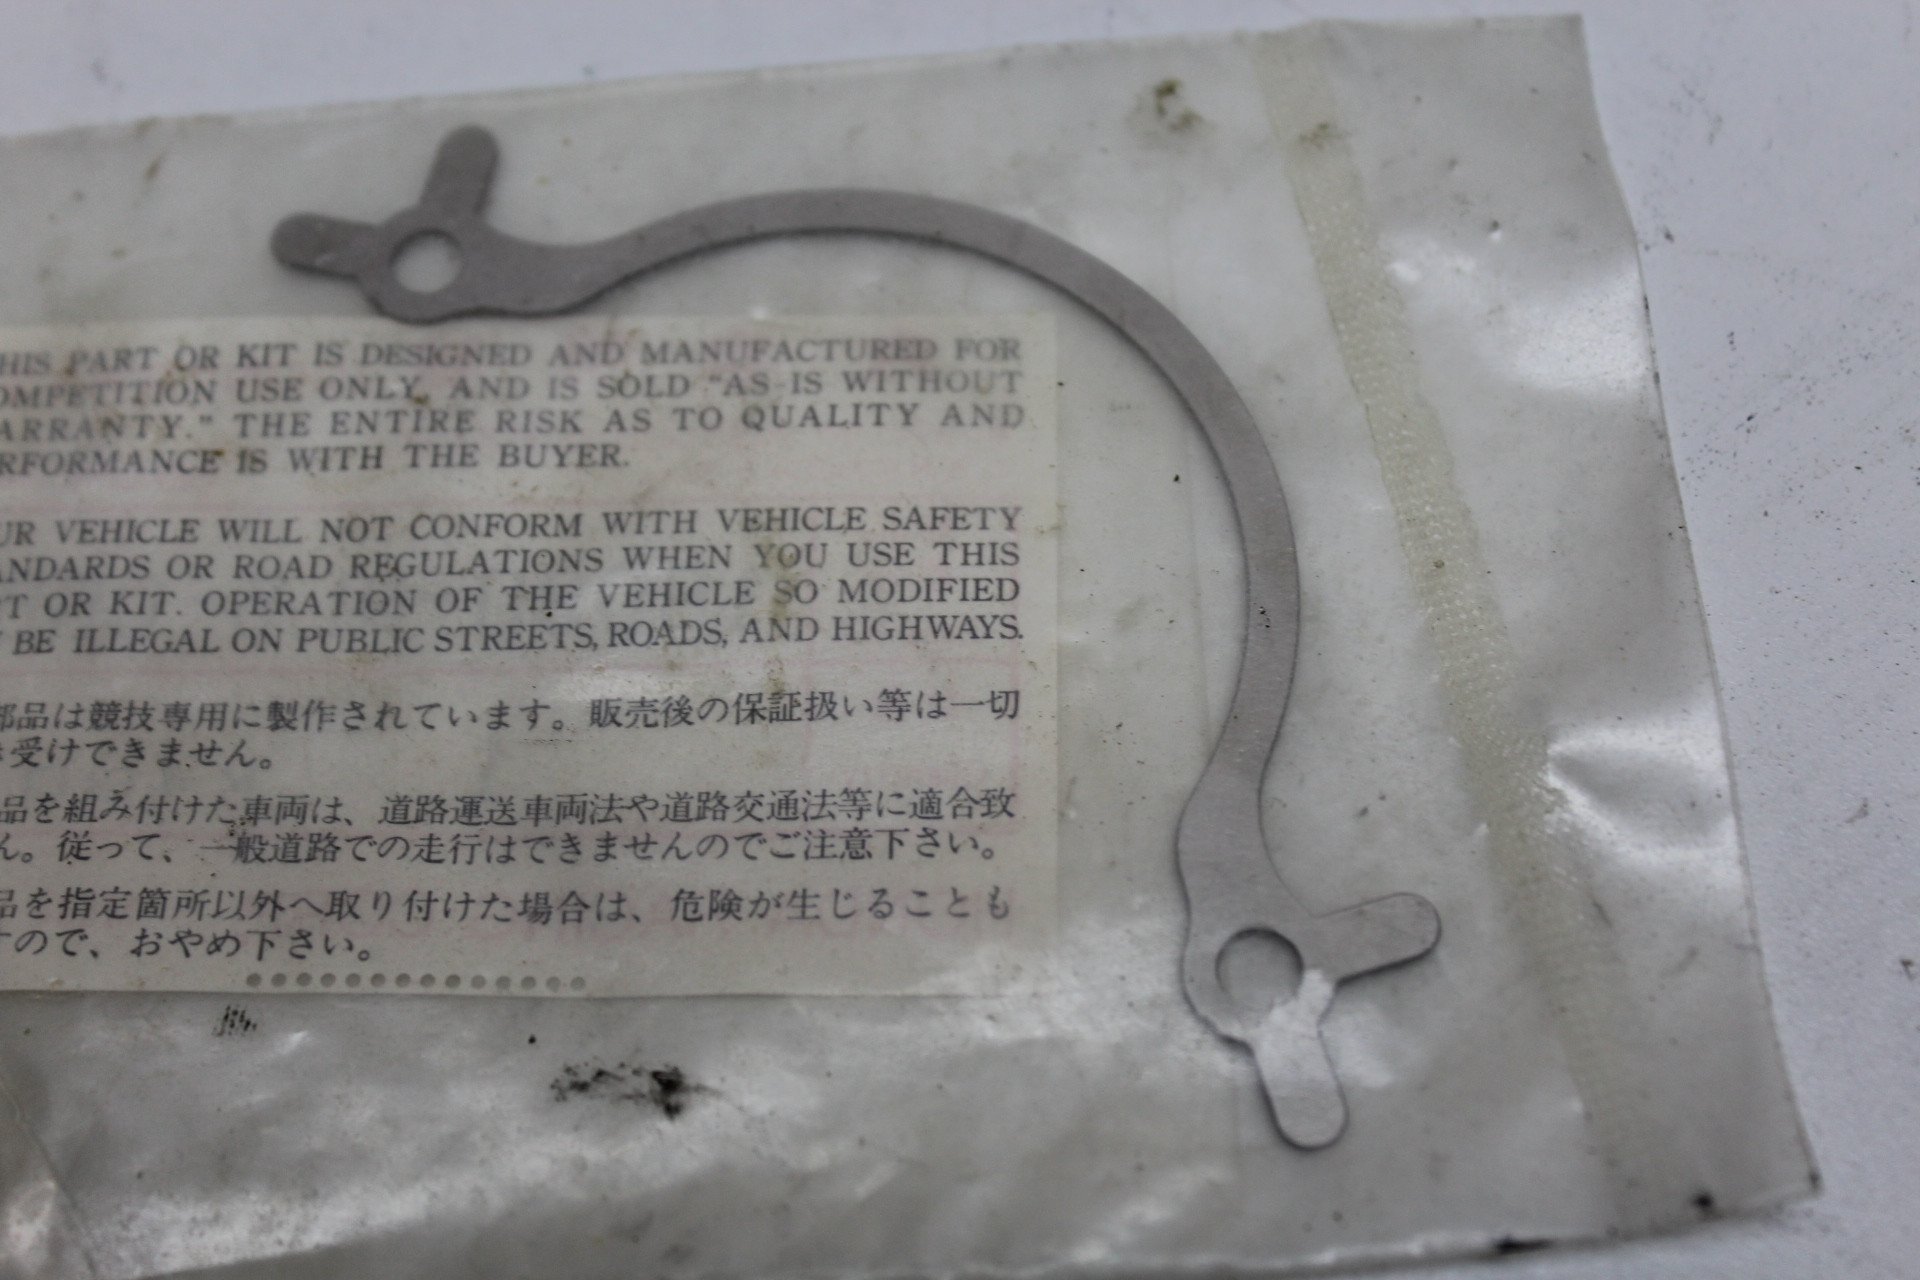 HIS PART OR KIT IS DESIGNED AND MANUFACTURED FOR
OMPETITION USE ONLY, AND IS SOLD "AS-IS WITHOUT
ARRANTY." THE ENTIRE RISK AS TO QUALITY AND
RFORMANCE IS WITH THE BUYER.
UR VEHICLE WILL NOT CONFORM WITH VEHICLE SAFETY
ANDARDS OR ROAD REGULATIONS WHEN YOU USE THIS
T OR KIT. OPERATION OF THE VEHICLE SO MODIFIED
BE ILLEGAL ON PUBLIC STREETS, ROADS, AND HIGHWAYS.
部品は競技専用に製作されています。販売後の保証扱い等は一切
受けできません。
品を組み付けた車両は、道路運送車両法や道路交通法等に適合致
ん。従って、一般道路での走行はできませんのでご注意下さい。
品を指定箇所以外へ取り付けた場合は、危険が生じることも
すので、おやめ下さい。